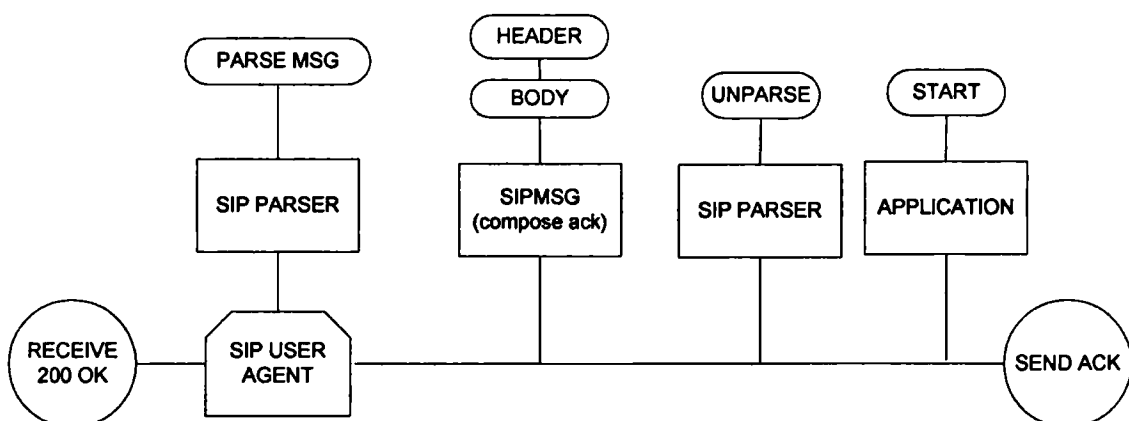 HEADER
PARSE MSG
BODY
UNPARSE
START
SIP PARSER
SIPMSG
(compose ack)
SIP PARSER
APPLICATION
RECEIVE
200 OK
SIP USER
AGENT
SEND ACK